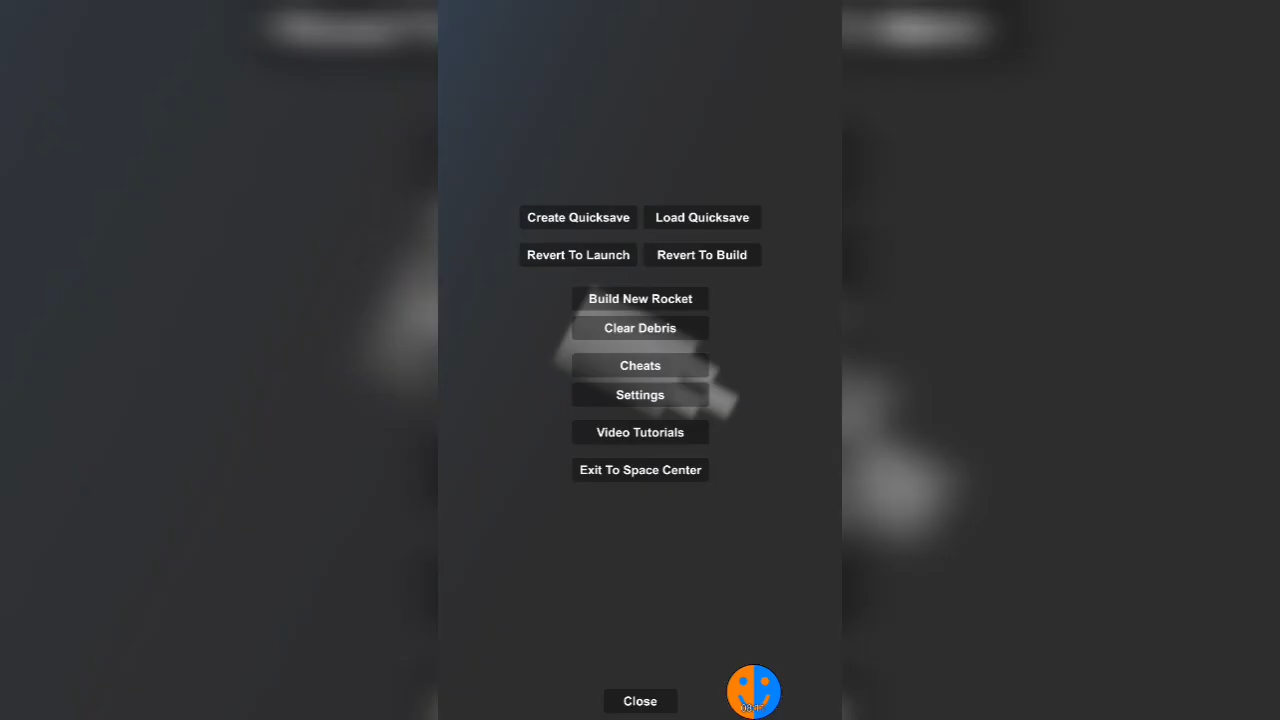 Create Quicksave Load Quicksave
Revert To Launch Revert To Build
Build New Rocket
Clear Debris
Cheats
Settings
Video Tutorials
Exit To Space Center
Close